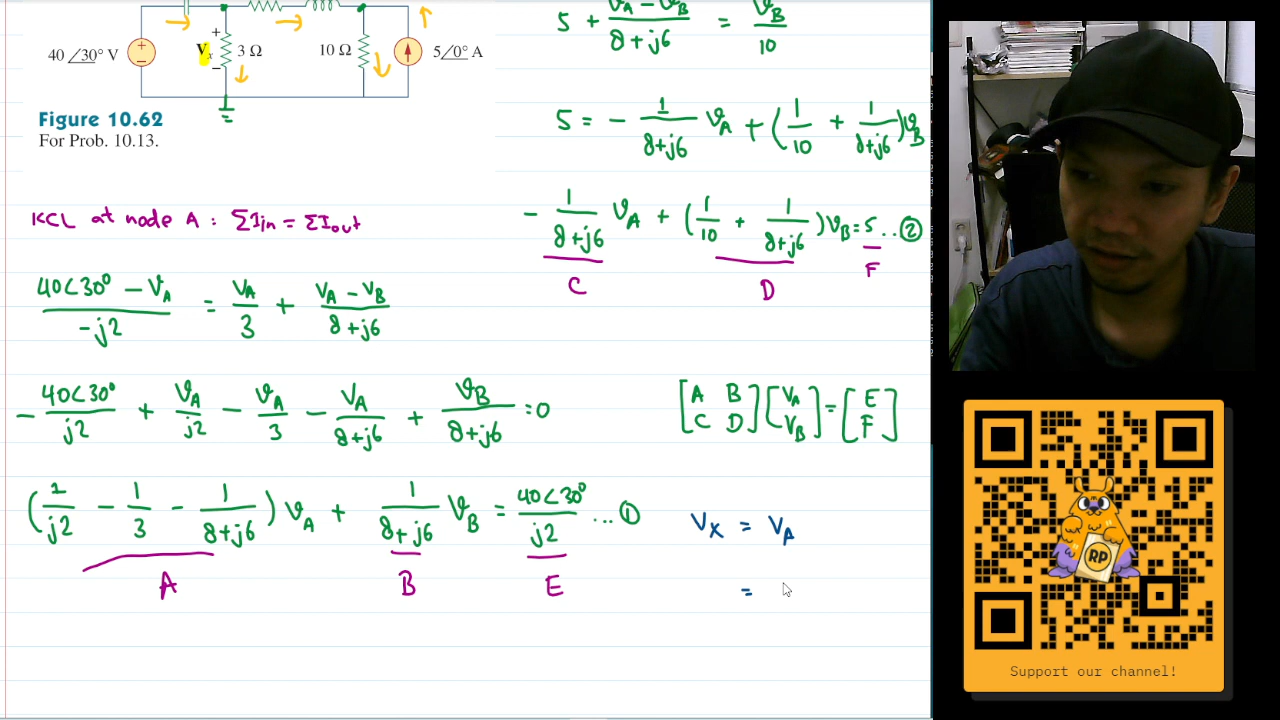 40 /30° V
+
−
+
Vx
−
3 Ω
10 Ω
5/0° A
Figure 10.62
For Prob. 10.13.
5 + (VA − VB)/(8+j6) = VB/10
5 = − 1/(8+j6) VA + (1/10 + 1/(8+j6))VB
− 1/(8+j6) VA + (1/10 + 1/(8+j6))VB = 5 ... ②
C D F
KCL at node A : ΣIin = ΣIout
(40<30° − VA)/(−j2) = VA/3 + (VA − VB)/(8+j6)
− 40<30°/j2 + VA/j2 − VA/3 − VA/(8+j6) + VB/(8+j6) = 0
(1/j2 − 1/3 − 1/(8+j6)) VA + 1/(8+j6) VB = 40<30°/j2 ... ①
A B E
[A B
C D] [VA
VB] = [E
F]
Vx = VA
=
RP
Support our channel!